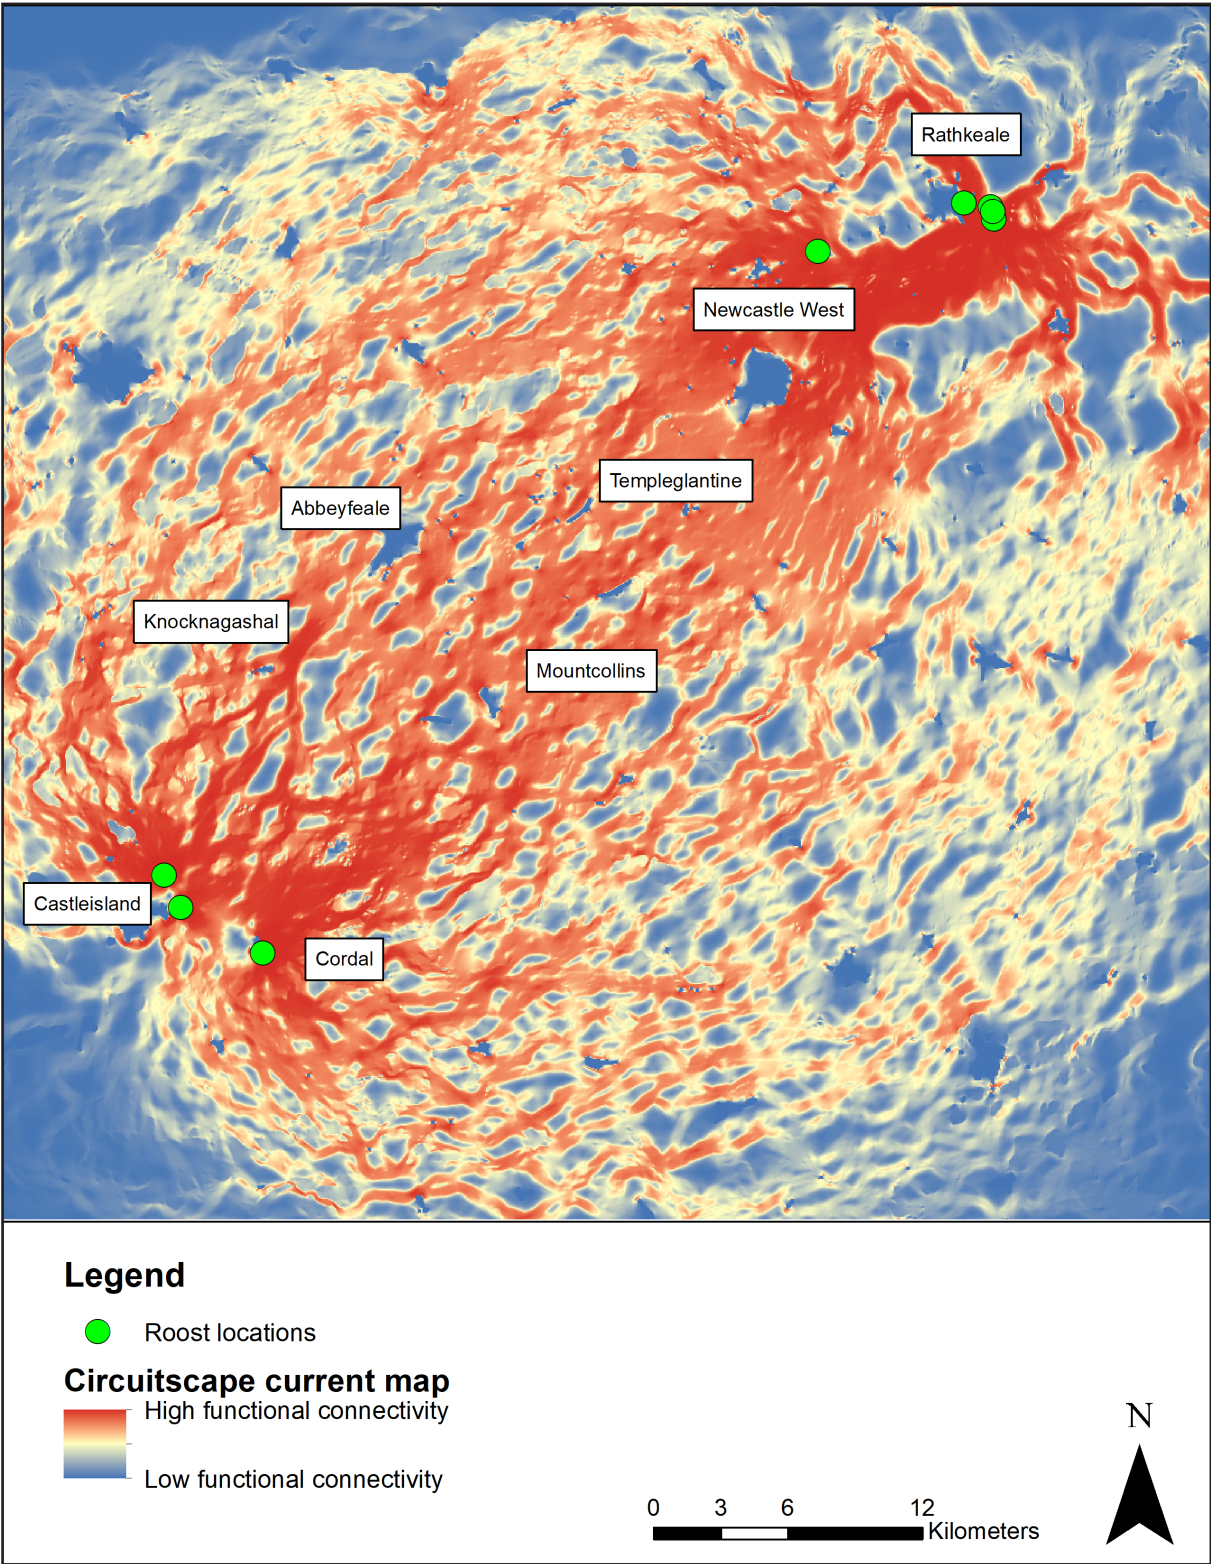 Rathkeale
Newcastle West
Templeglantine
Abbeyfeale
Knocknagashal
Mountcollins
Castleisland
Cordal
Legend
Roost locations
Circuitscape current map
High functional connectivity
Low functional connectivity
N
0 3 6 12
Kilometers